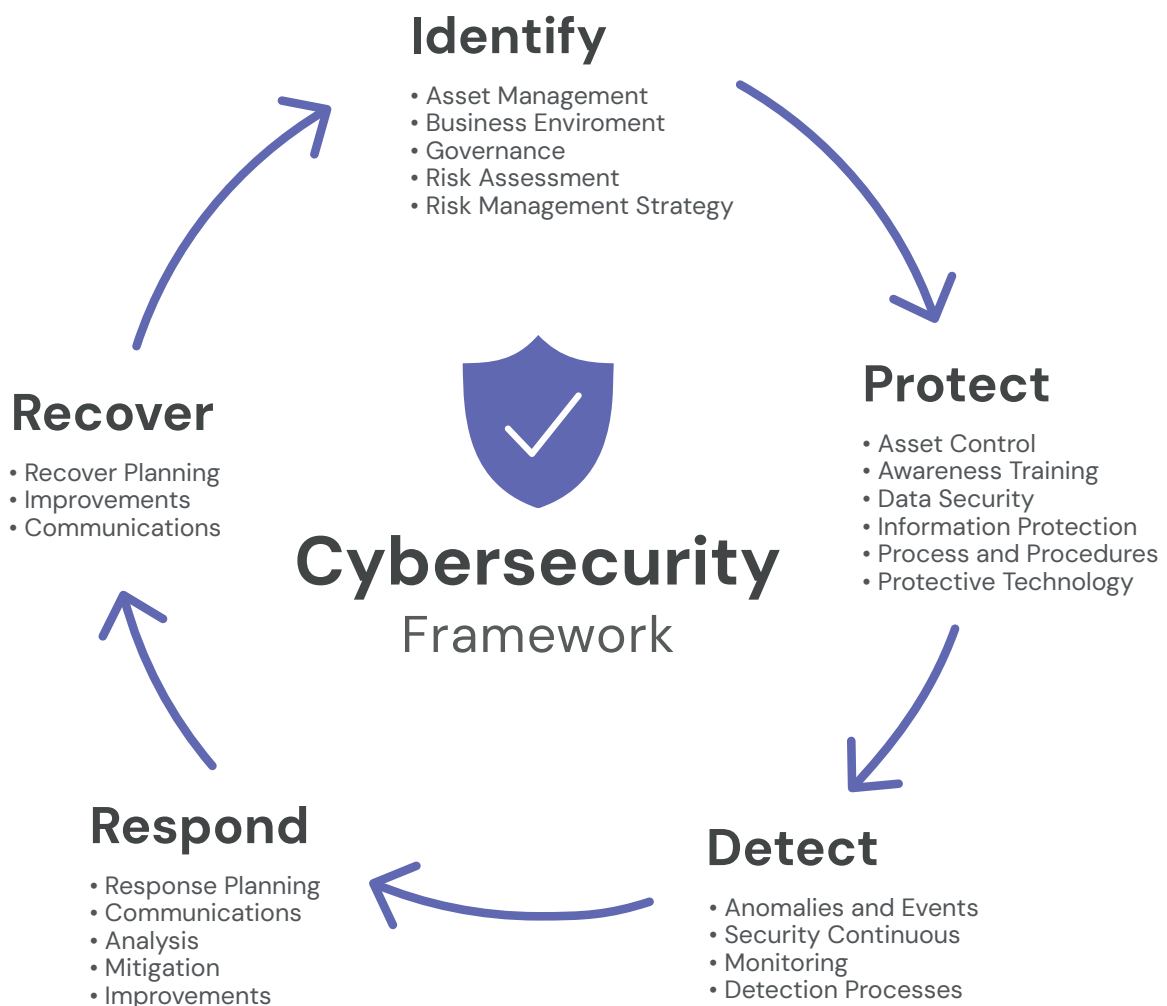 Identify
• Asset Management
• Business Enviroment
• Governance
• Risk Assessment
• Risk Management Strategy
Protect
• Asset Control
• Awareness Training
• Data Security
• Information Protection
• Process and Procedures
• Protective Technology
Detect
• Anomalies and Events
• Security Continuous
• Monitoring
• Detection Processes
Respond
• Response Planning
• Communications
• Analysis
• Mitigation
• Improvements
Recover
• Recover Planning
• Improvements
• Communications
Cybersecurity
Framework